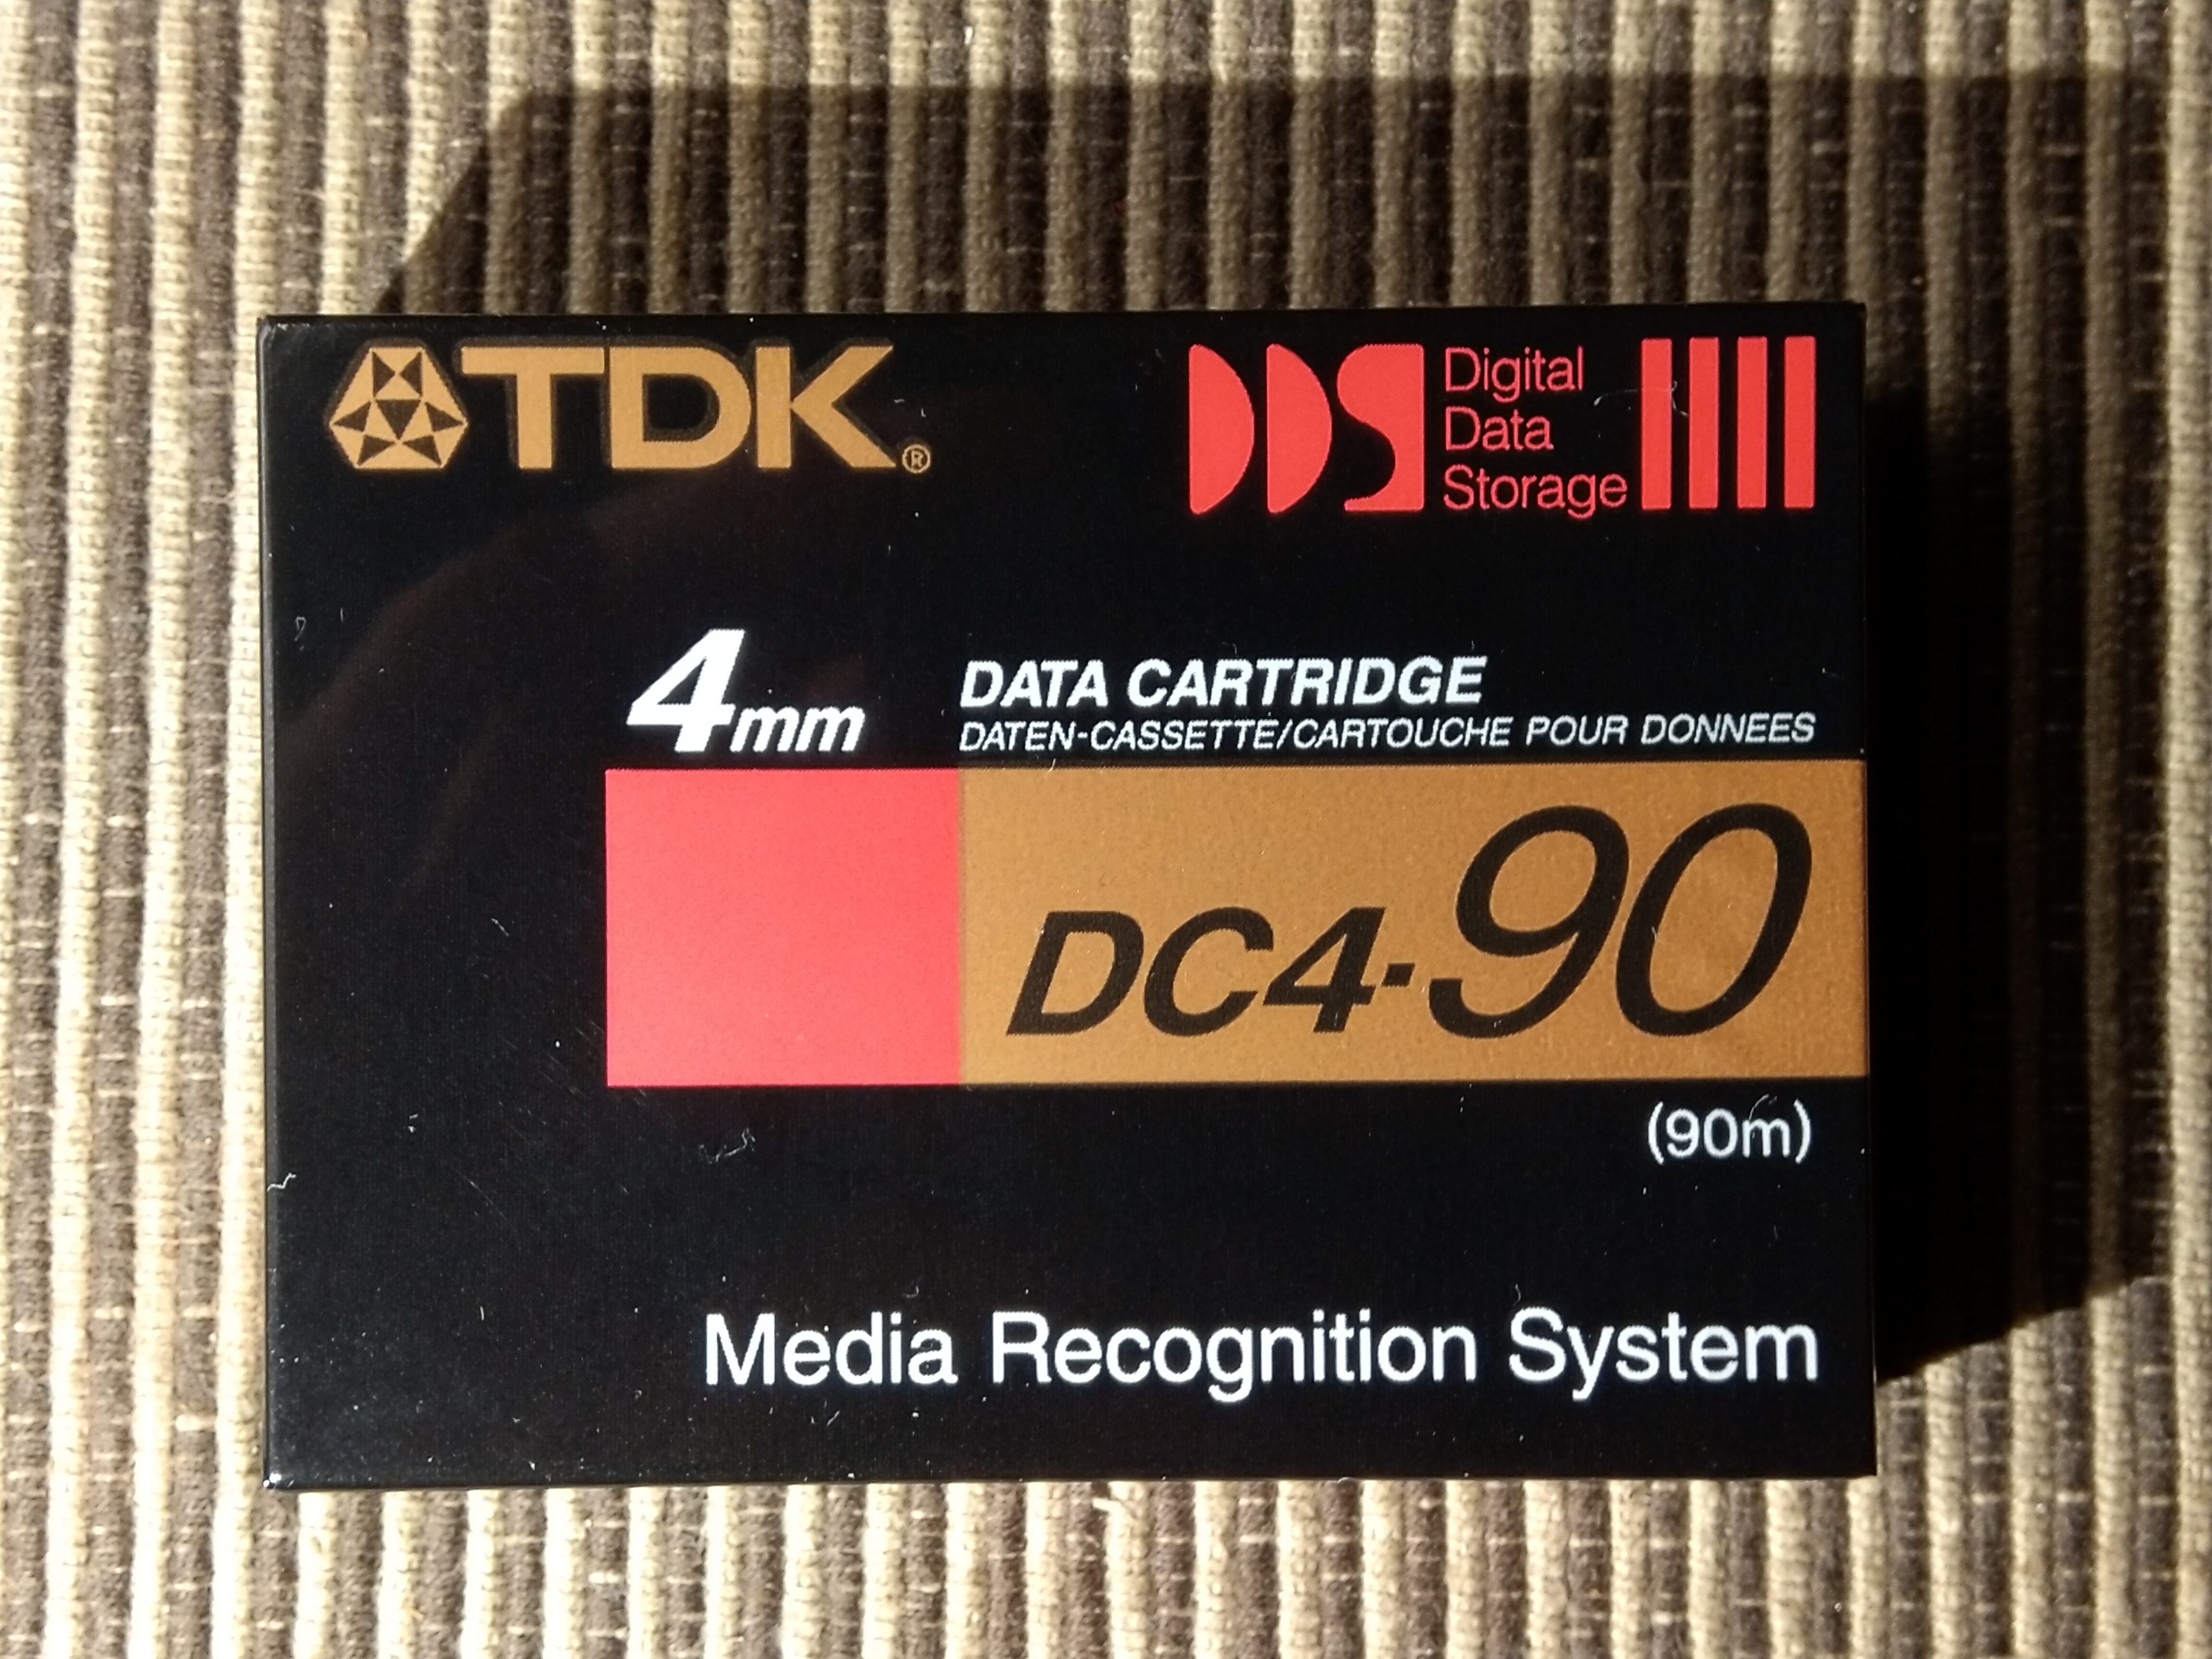 TDK®
DDS Digital
Data
Storage
4mm
DATA CARTRIDGE
DATEN-CASSETTE/CARTOUCHE POUR DONNEES
DC4-90
(90m)
Media Recognition System